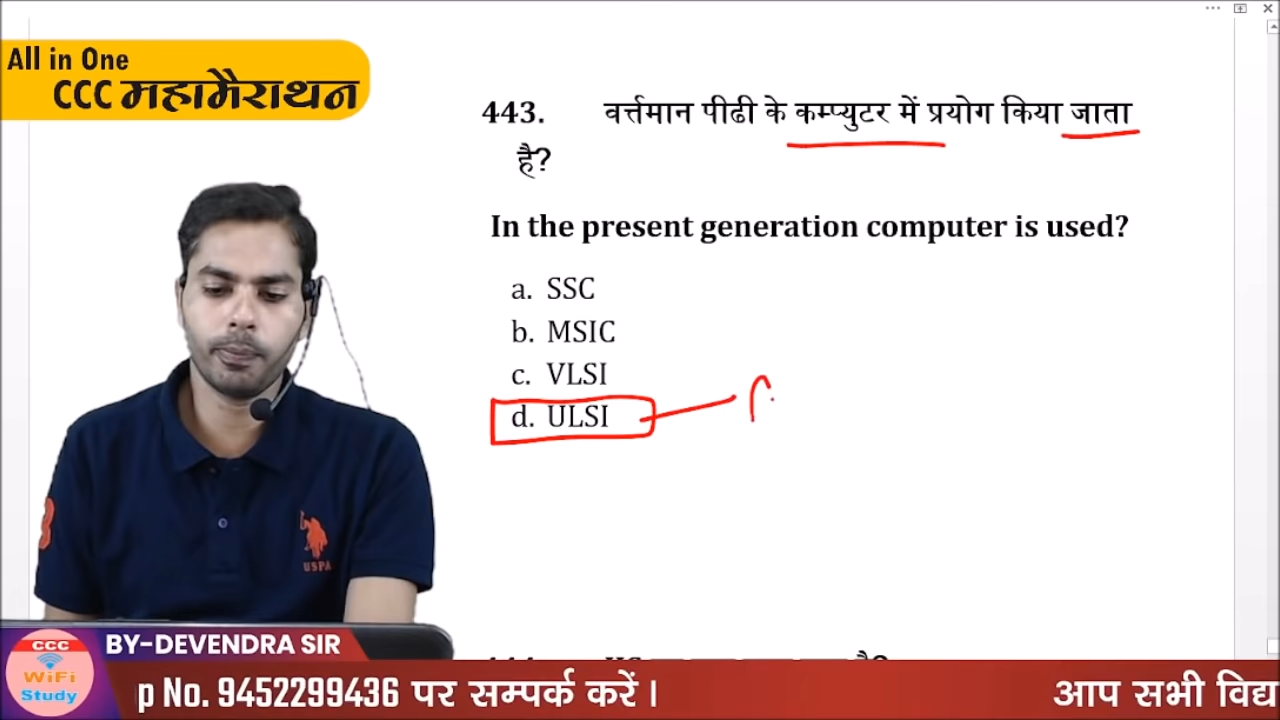 All in One
CCC महामैराथन
443. वर्त्तमान पीढी के कम्प्युटर में प्रयोग किया जाता
है?
In the present generation computer is used?
a. SSC
b. MSIC
c. VLSI
d. ULSI
USPA
BY-DEVENDRA SIR
CCC
WiFi
Study
p No. 9452299436 पर सम्पर्क करें। आप सभी विद्य